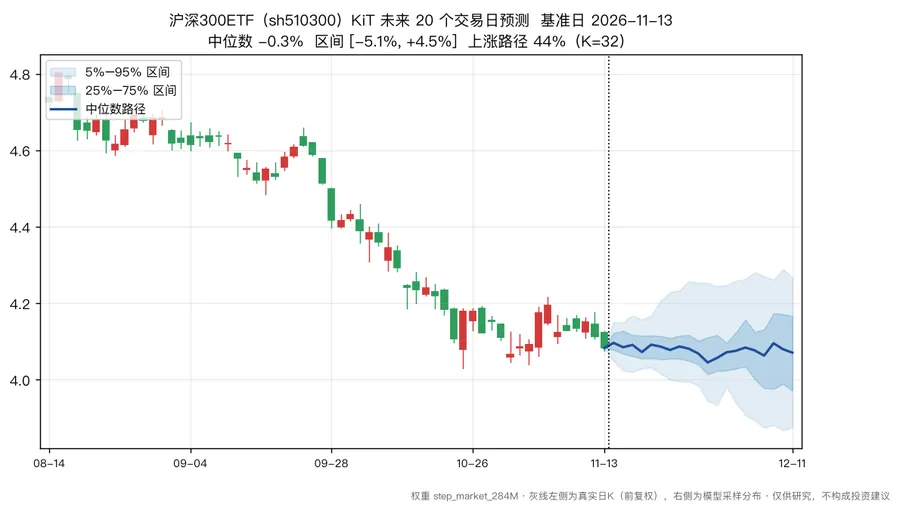 沪深300ETF（sh510300）KiT 未来 20 个交易日预测  基准日 2026-11-13
中位数 -0.3%  区间 [-5.1%, +4.5%]  上涨路径 44%（K=32）
5%—95% 区间
25%—75% 区间
中位数路径
4.8
4.6
4.4
4.2
4.0
08-14
09-04
09-28
10-26
11-13
12-11
权重 step_market_284M · 灰线左侧为真实日K（前复权），右侧为模型采样分布 · 仅供研究，不构成投资建议